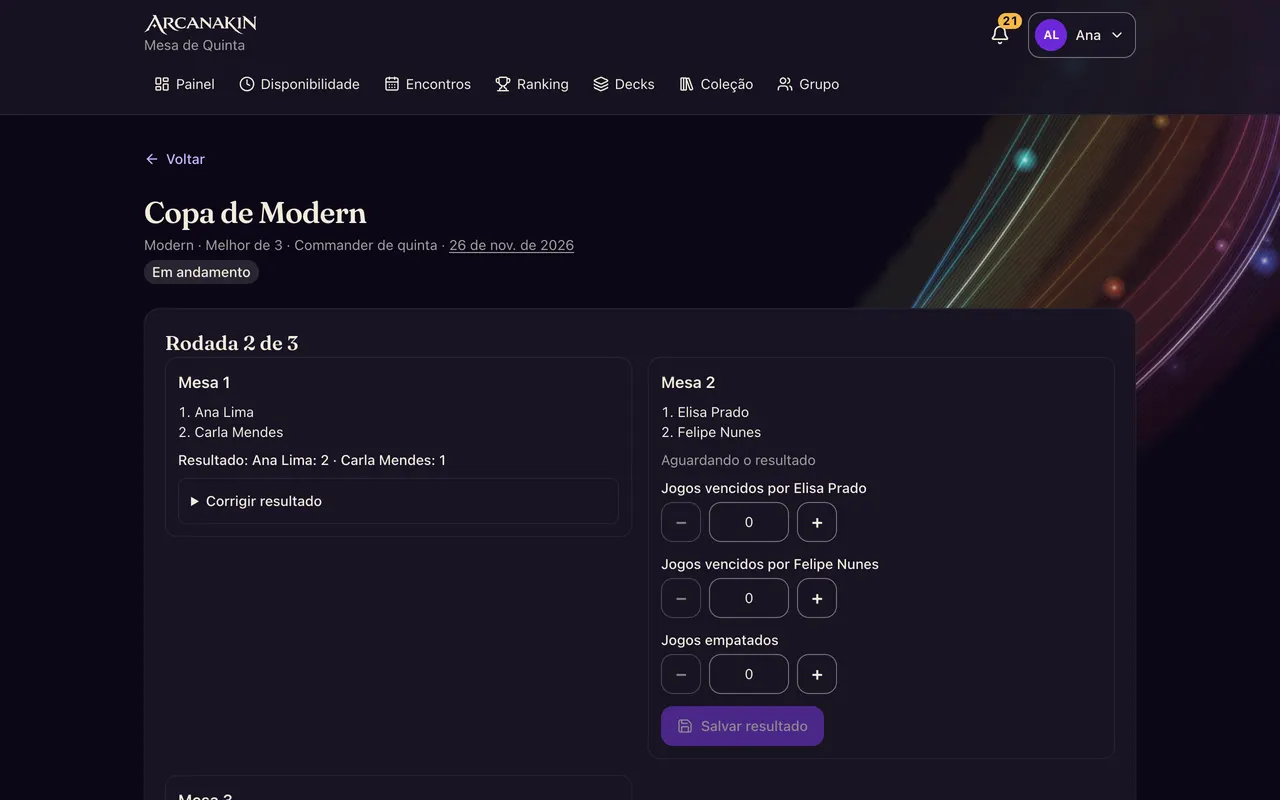 ARCANAKIN
Mesa de Quinta
21
AL Ana
Painel Disponibilidade Encontros Ranking Decks Coleção Grupo
Voltar
Copa de Modern
Modern · Melhor de 3 · Commander de quinta · 26 de nov. de 2026
Em andamento
Rodada 2 de 3
Mesa 1
1. Ana Lima
2. Carla Mendes
Resultado: Ana Lima: 2 · Carla Mendes: 1
Corrigir resultado
Mesa 2
1. Elisa Prado
2. Felipe Nunes
Aguardando o resultado
Jogos vencidos por Elisa Prado
− 0 +
Jogos vencidos por Felipe Nunes
− 0 +
Jogos empatados
− 0 +
Salvar resultado
Mesa 3